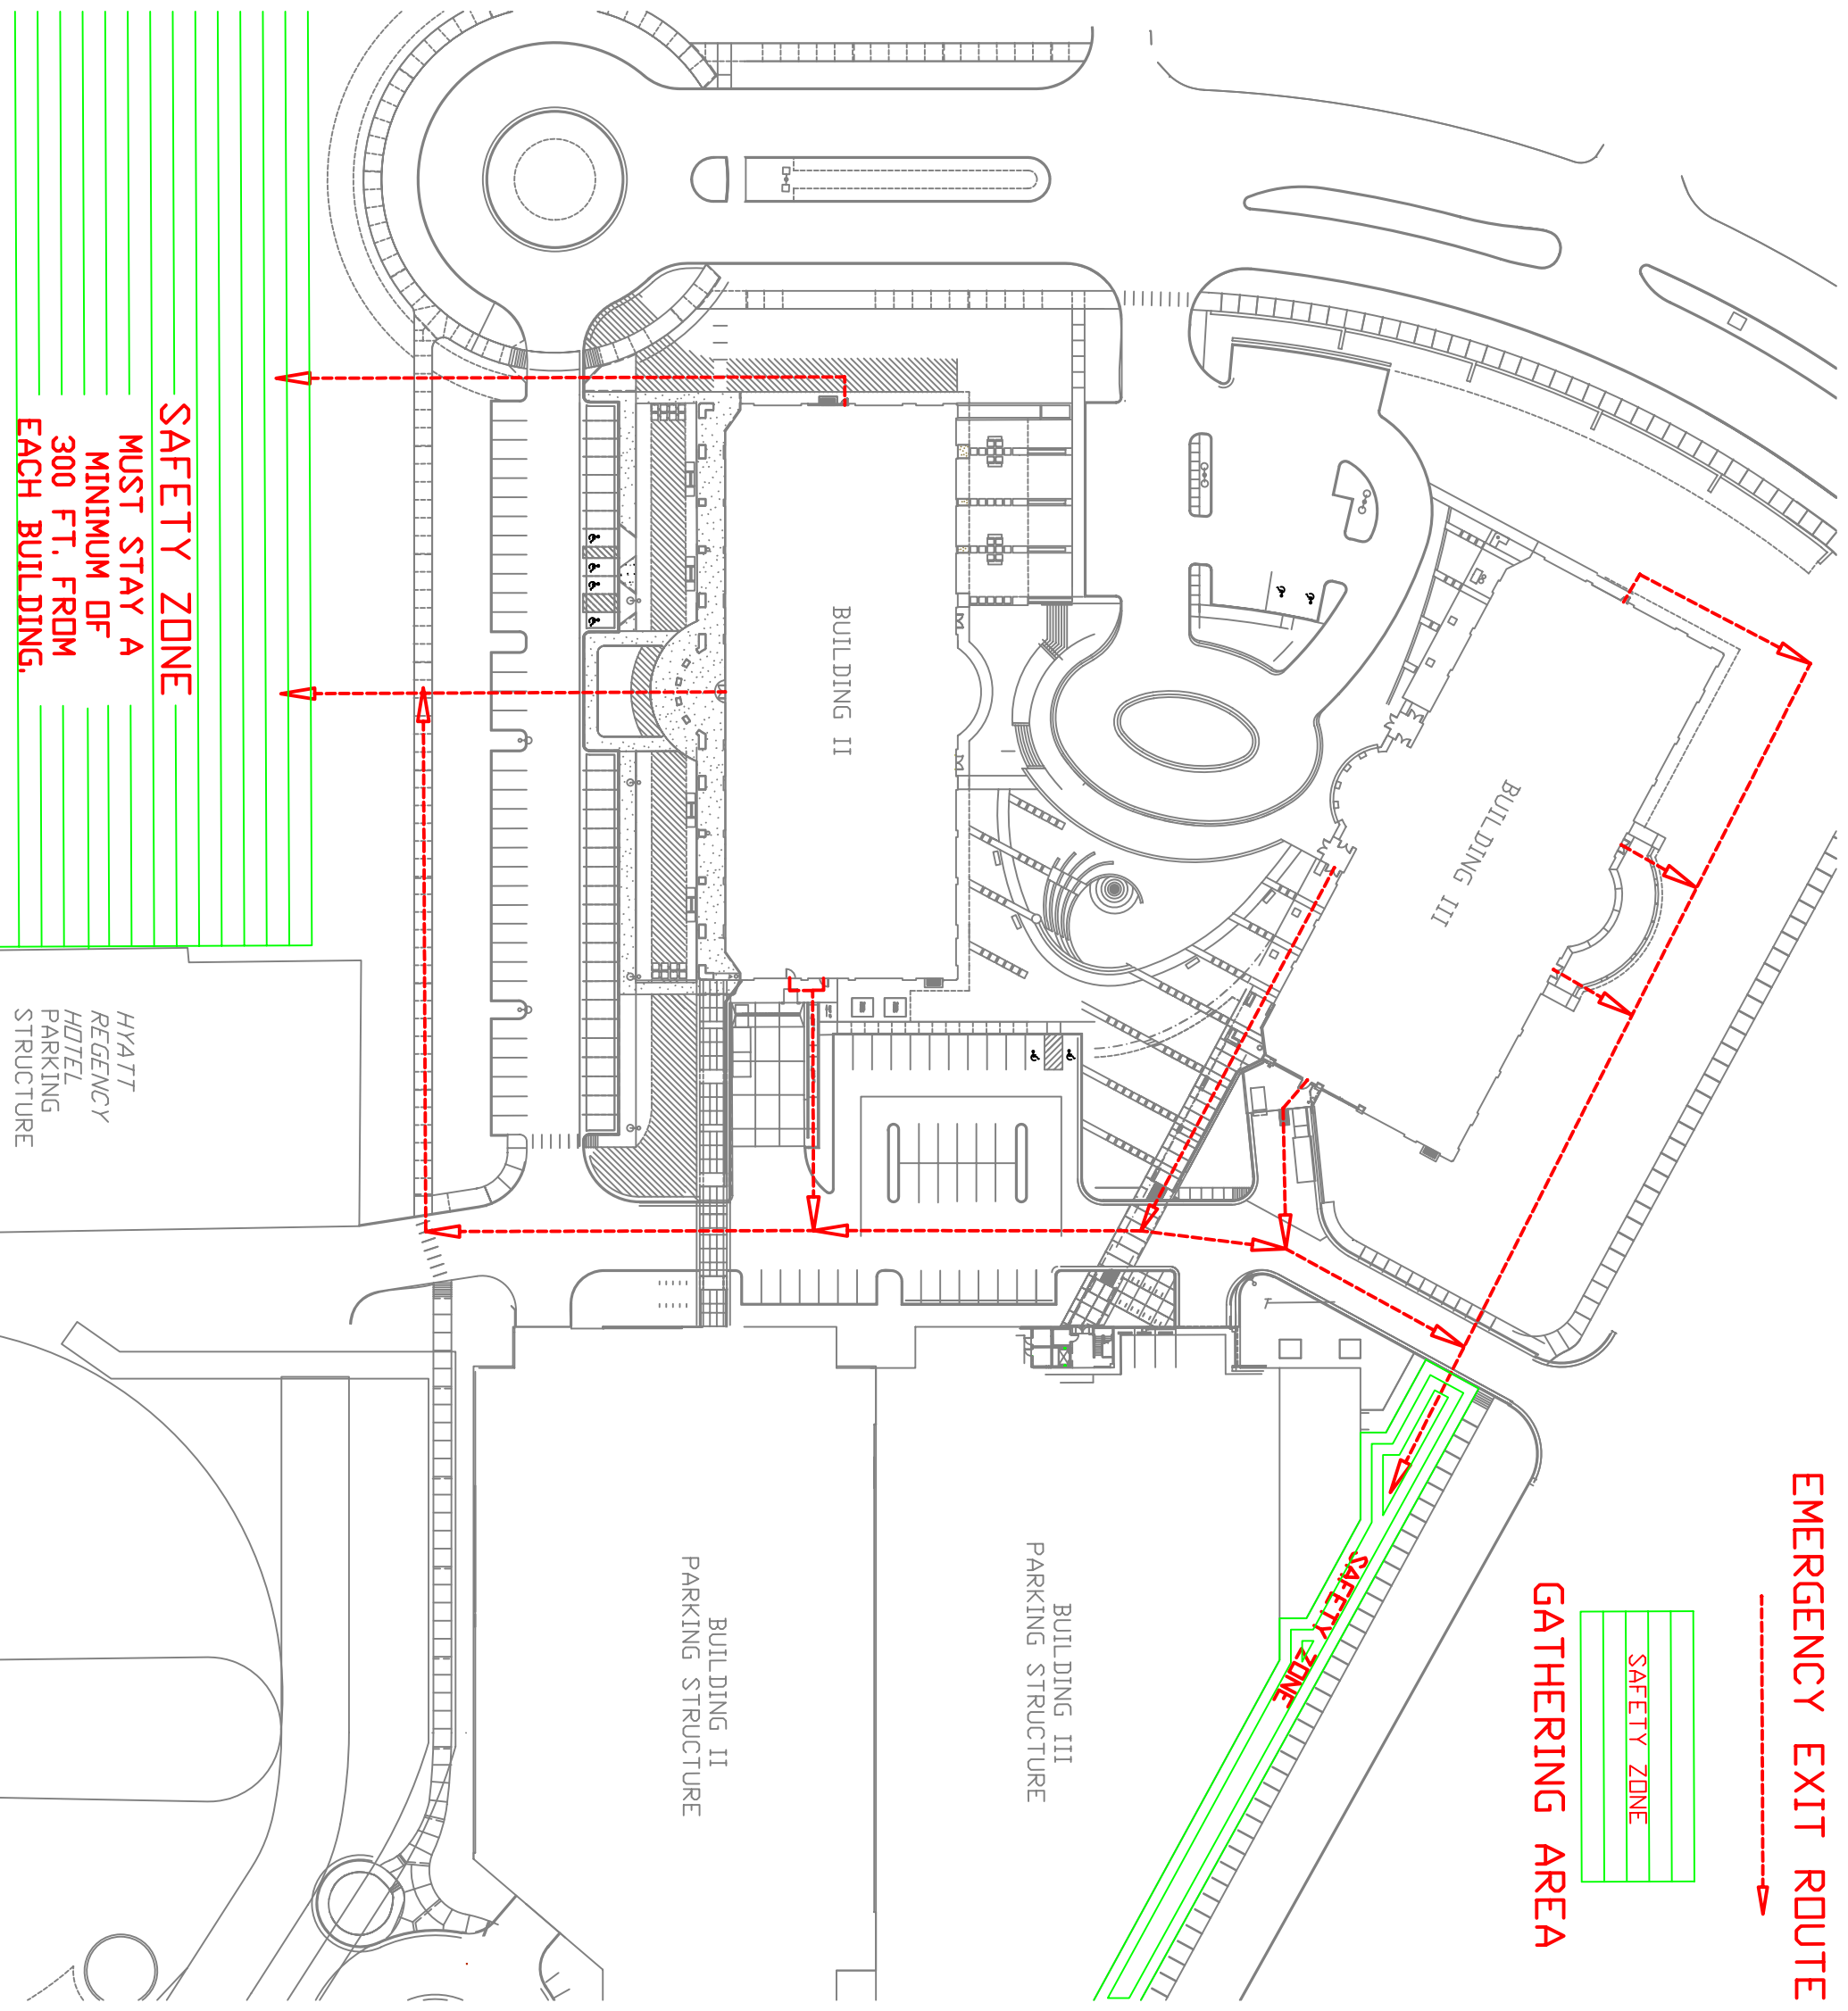 EMERGENCY EXIT ROUTE
SAFETY ZONE
GATHERING AREA
BUILDING III
BUILDING II
SAFETY ZONE
MUST STAY A
MINIMUM OF
300 FT. FROM
EACH BUILDING.
HYATT
REGENCY
HOTEL
PARKING
STRUCTURE
SAFETY ZONE
BUILDING III
PARKING STRUCTURE
BUILDING II
PARKING STRUCTURE